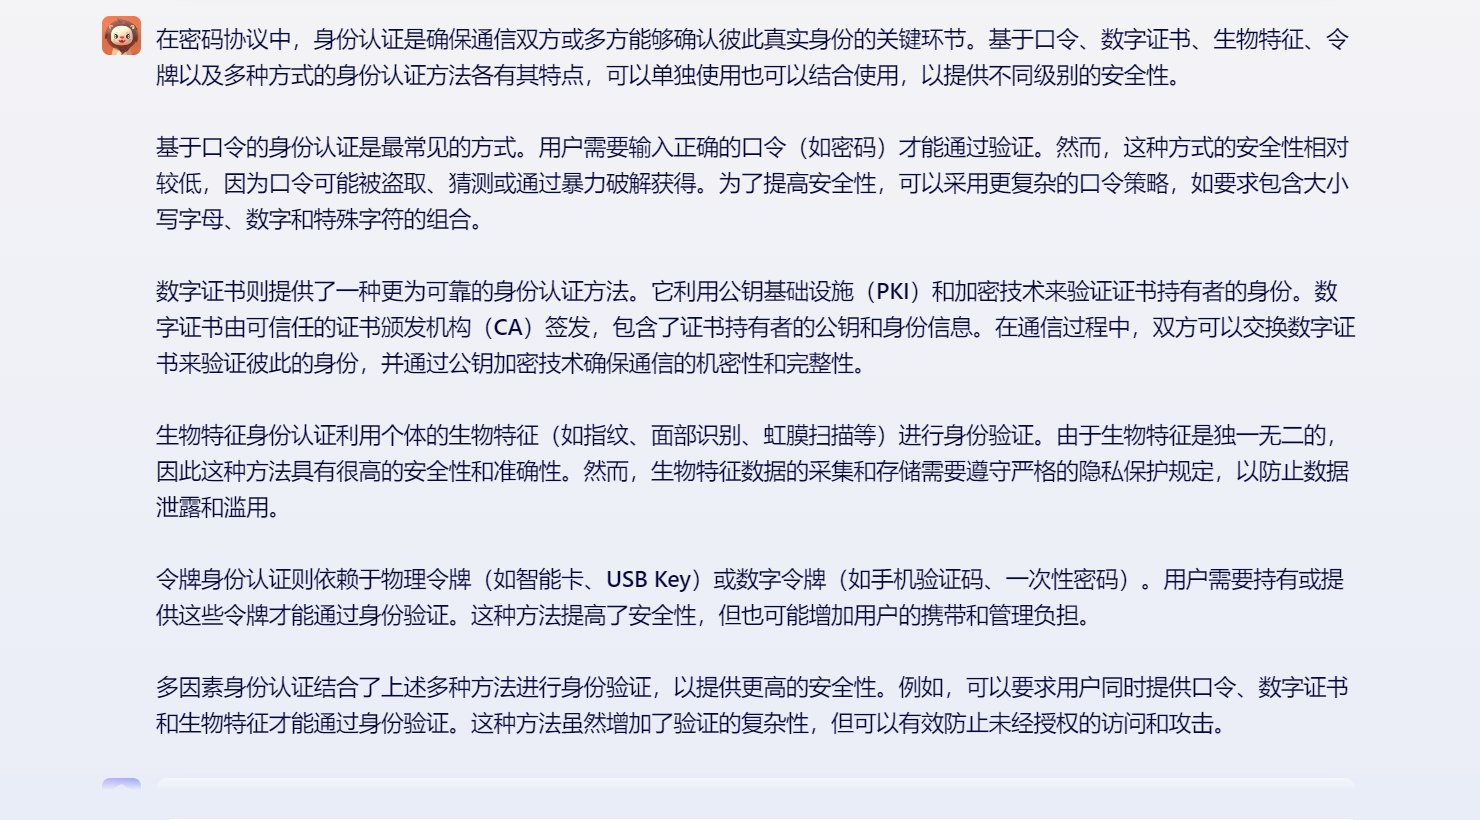 在密码协议中，身份认证是确保通信双方或多方能够确认彼此真实身份的关键环节。基于口令、数字证书、生物特征、令
牌以及多种方式的身份认证方法各有其特点，可以单独使用也可以结合使用，以提供不同级别的安全性。
基于口令的身份认证是最常见的方式。用户需要输入正确的口令（如密码）才能通过验证。然而，这种方式的安全性相对
较低，因为口令可能被盗取、猜测或通过暴力破解获得。为了提高安全性，可以采用更复杂的口令策略，如要求包含大小
写字母、数字和特殊字符的组合。
数字证书则提供了一种更为可靠的身份认证方法。它利用公钥基础设施（PKI）和加密技术来验证证书持有者的身份。数
字证书由可信任的证书颁发机构（CA）签发，包含了证书持有者的公钥和身份信息。在通信过程中，双方可以交换数字证
书来验证彼此的身份，并通过公钥加密技术确保通信的机密性和完整性。
生物特征身份认证利用个体的生物特征（如指纹、面部识别、虹膜扫描等）进行身份验证。由于生物特征是独一无二的，
因此这种方法具有很高的安全性和准确性。然而，生物特征数据的采集和存储需要遵守严格的隐私保护规定，以防止数据
泄露和滥用。
令牌身份认证则依赖于物理令牌（如智能卡、USB Key）或数字令牌（如手机验证码、一次性密码）。用户需要持有或提
供这些令牌才能通过身份验证。这种方法提高了安全性，但也可能增加用户的携带和管理负担。
多因素身份认证结合了上述多种方法进行身份验证，以提供更高的安全性。例如，可以要求用户同时提供口令、数字证书
和生物特征才能通过身份验证。这种方法虽然增加了验证的复杂性，但可以有效防止未经授权的访问和攻击。